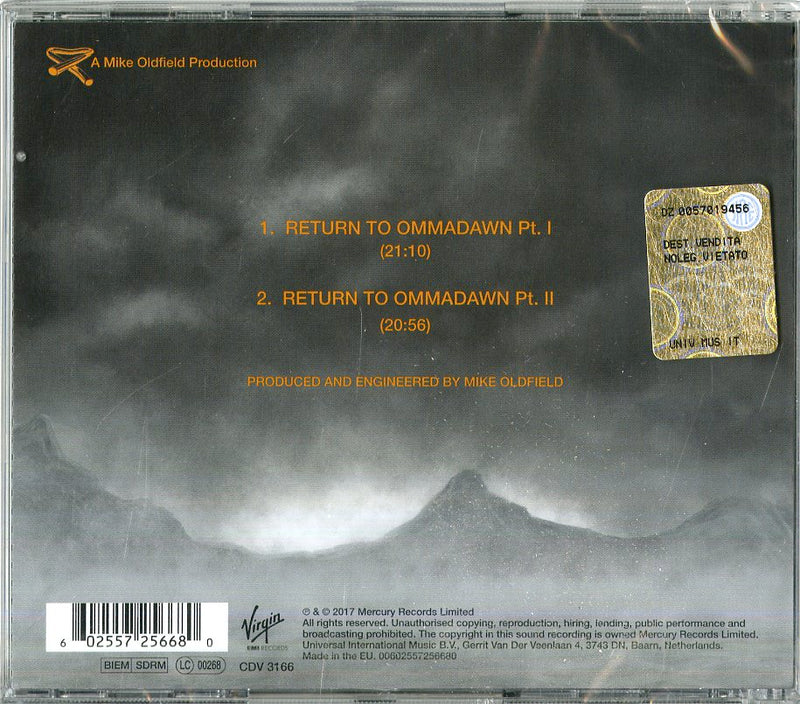 A Mike Oldfield Production
1. RETURN TO OMMADAWN Pt. I
(21:10)
2. RETURN TO OMMADAWN Pt. II
(20:56)
PRODUCED AND ENGINEERED BY MIKE OLDFIELD
DZ 0057019456
DEST.VENDITA
NOLEG.VIETATO
UNIV MUS IT
6 02557 25668 0
BIEM SDRM LC 00268
Virgin
EMI RECORDS
CDV 3166
℗ & © 2017 Mercury Records Limited
All rights reserved. Unauthorised copying, reproduction, hiring, lending, public performance and
broadcasting prohibited. The copyright in this sound recording is owned Mercury Records Limited.
Universal International Music B.V., Gerrit Van Der Veenlaan 4, 3743 DN, Baarn, Netherlands.
Made in the EU. 00602557256680